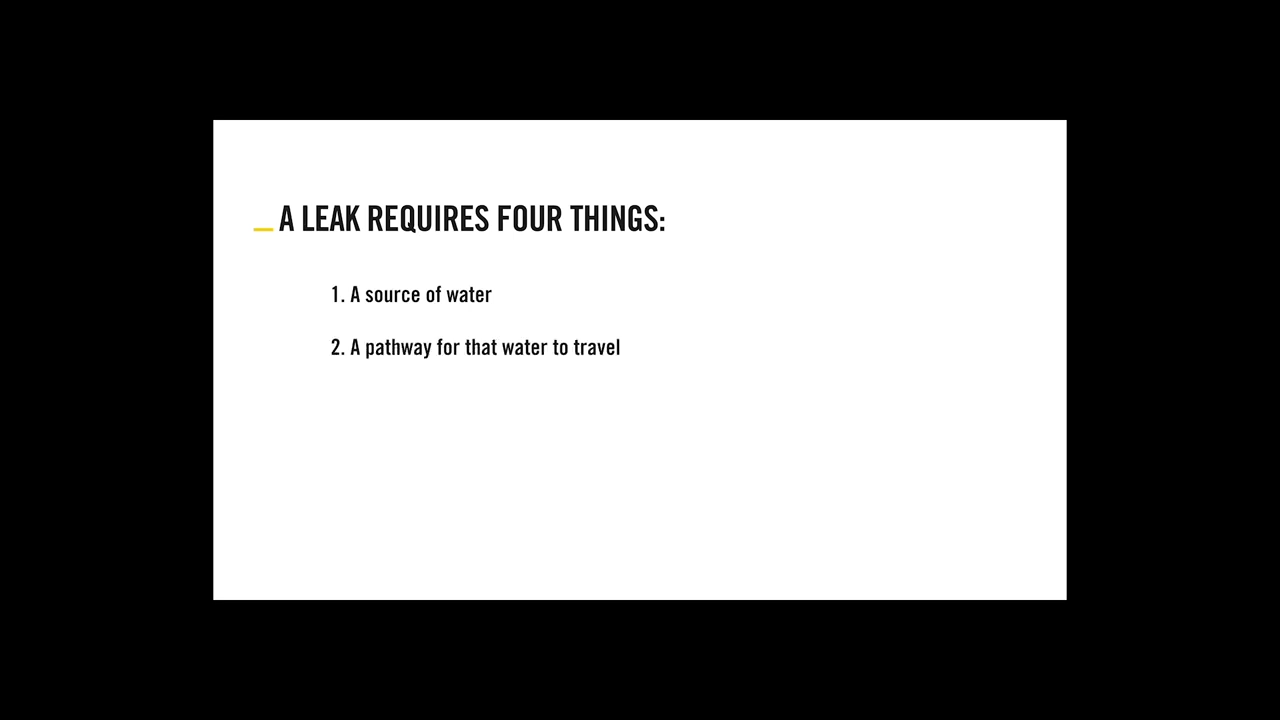 A LEAK REQUIRES FOUR THINGS:
1. A source of water
2. A pathway for that water to travel